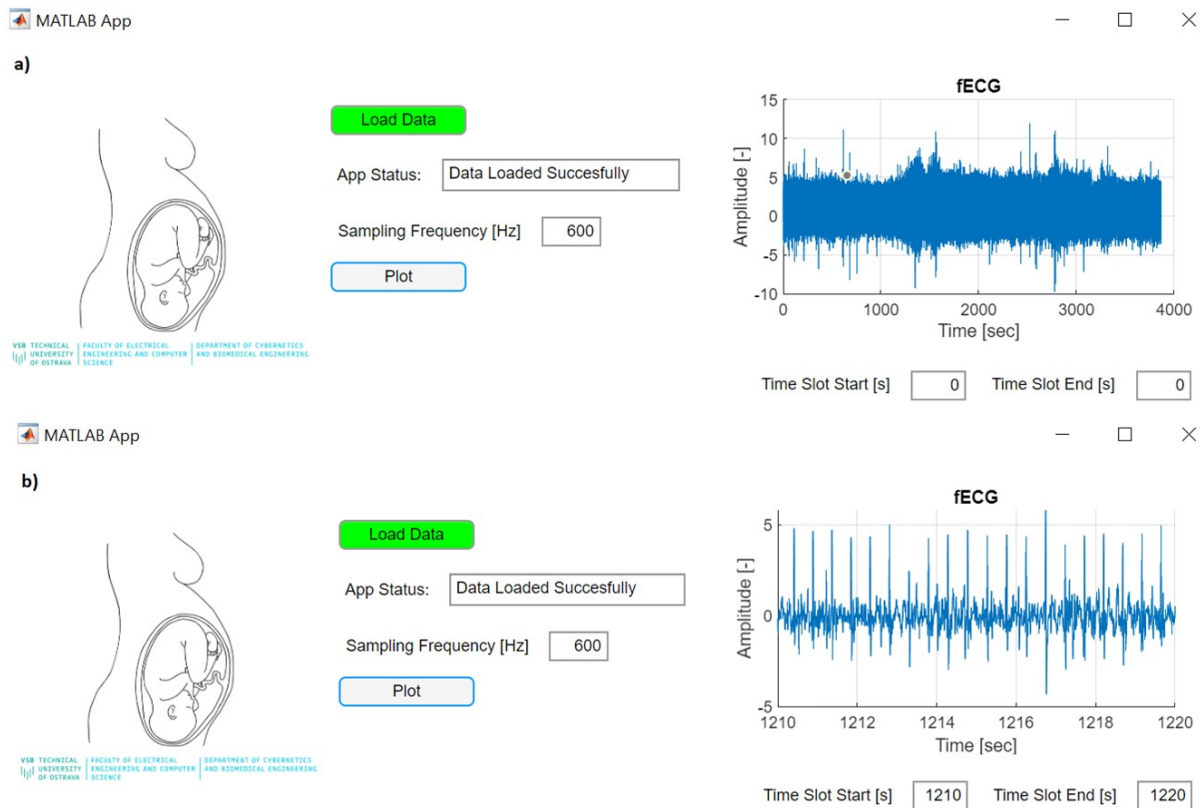 MATLAB App
a)
Load Data
App Status: Data Loaded Succesfully
Sampling Frequency [Hz] 600
Plot
VSB TECHNICAL UNIVERSITY OF OSTRAVA
FACULTY OF ELECTRICAL ENGINEERING AND COMPUTER SCIENCE
DEPARTMENT OF CYBERNETICS AND BIOMEDICAL ENGINEERING
fECG
15
10
5
0
-5
-10
Amplitude [-]
0 1000 2000 3000 4000
Time [sec]
Time Slot Start [s] 0 Time Slot End [s] 0
MATLAB App
b)
Load Data
App Status: Data Loaded Succesfully
Sampling Frequency [Hz] 600
Plot
VSB TECHNICAL UNIVERSITY OF OSTRAVA
FACULTY OF ELECTRICAL ENGINEERING AND COMPUTER SCIENCE
DEPARTMENT OF CYBERNETICS AND BIOMEDICAL ENGINEERING
fECG
5
0
-5
Amplitude [-]
1210 1212 1214 1216 1218 1220
Time [sec]
Time Slot Start [s] 1210 Time Slot End [s] 1220